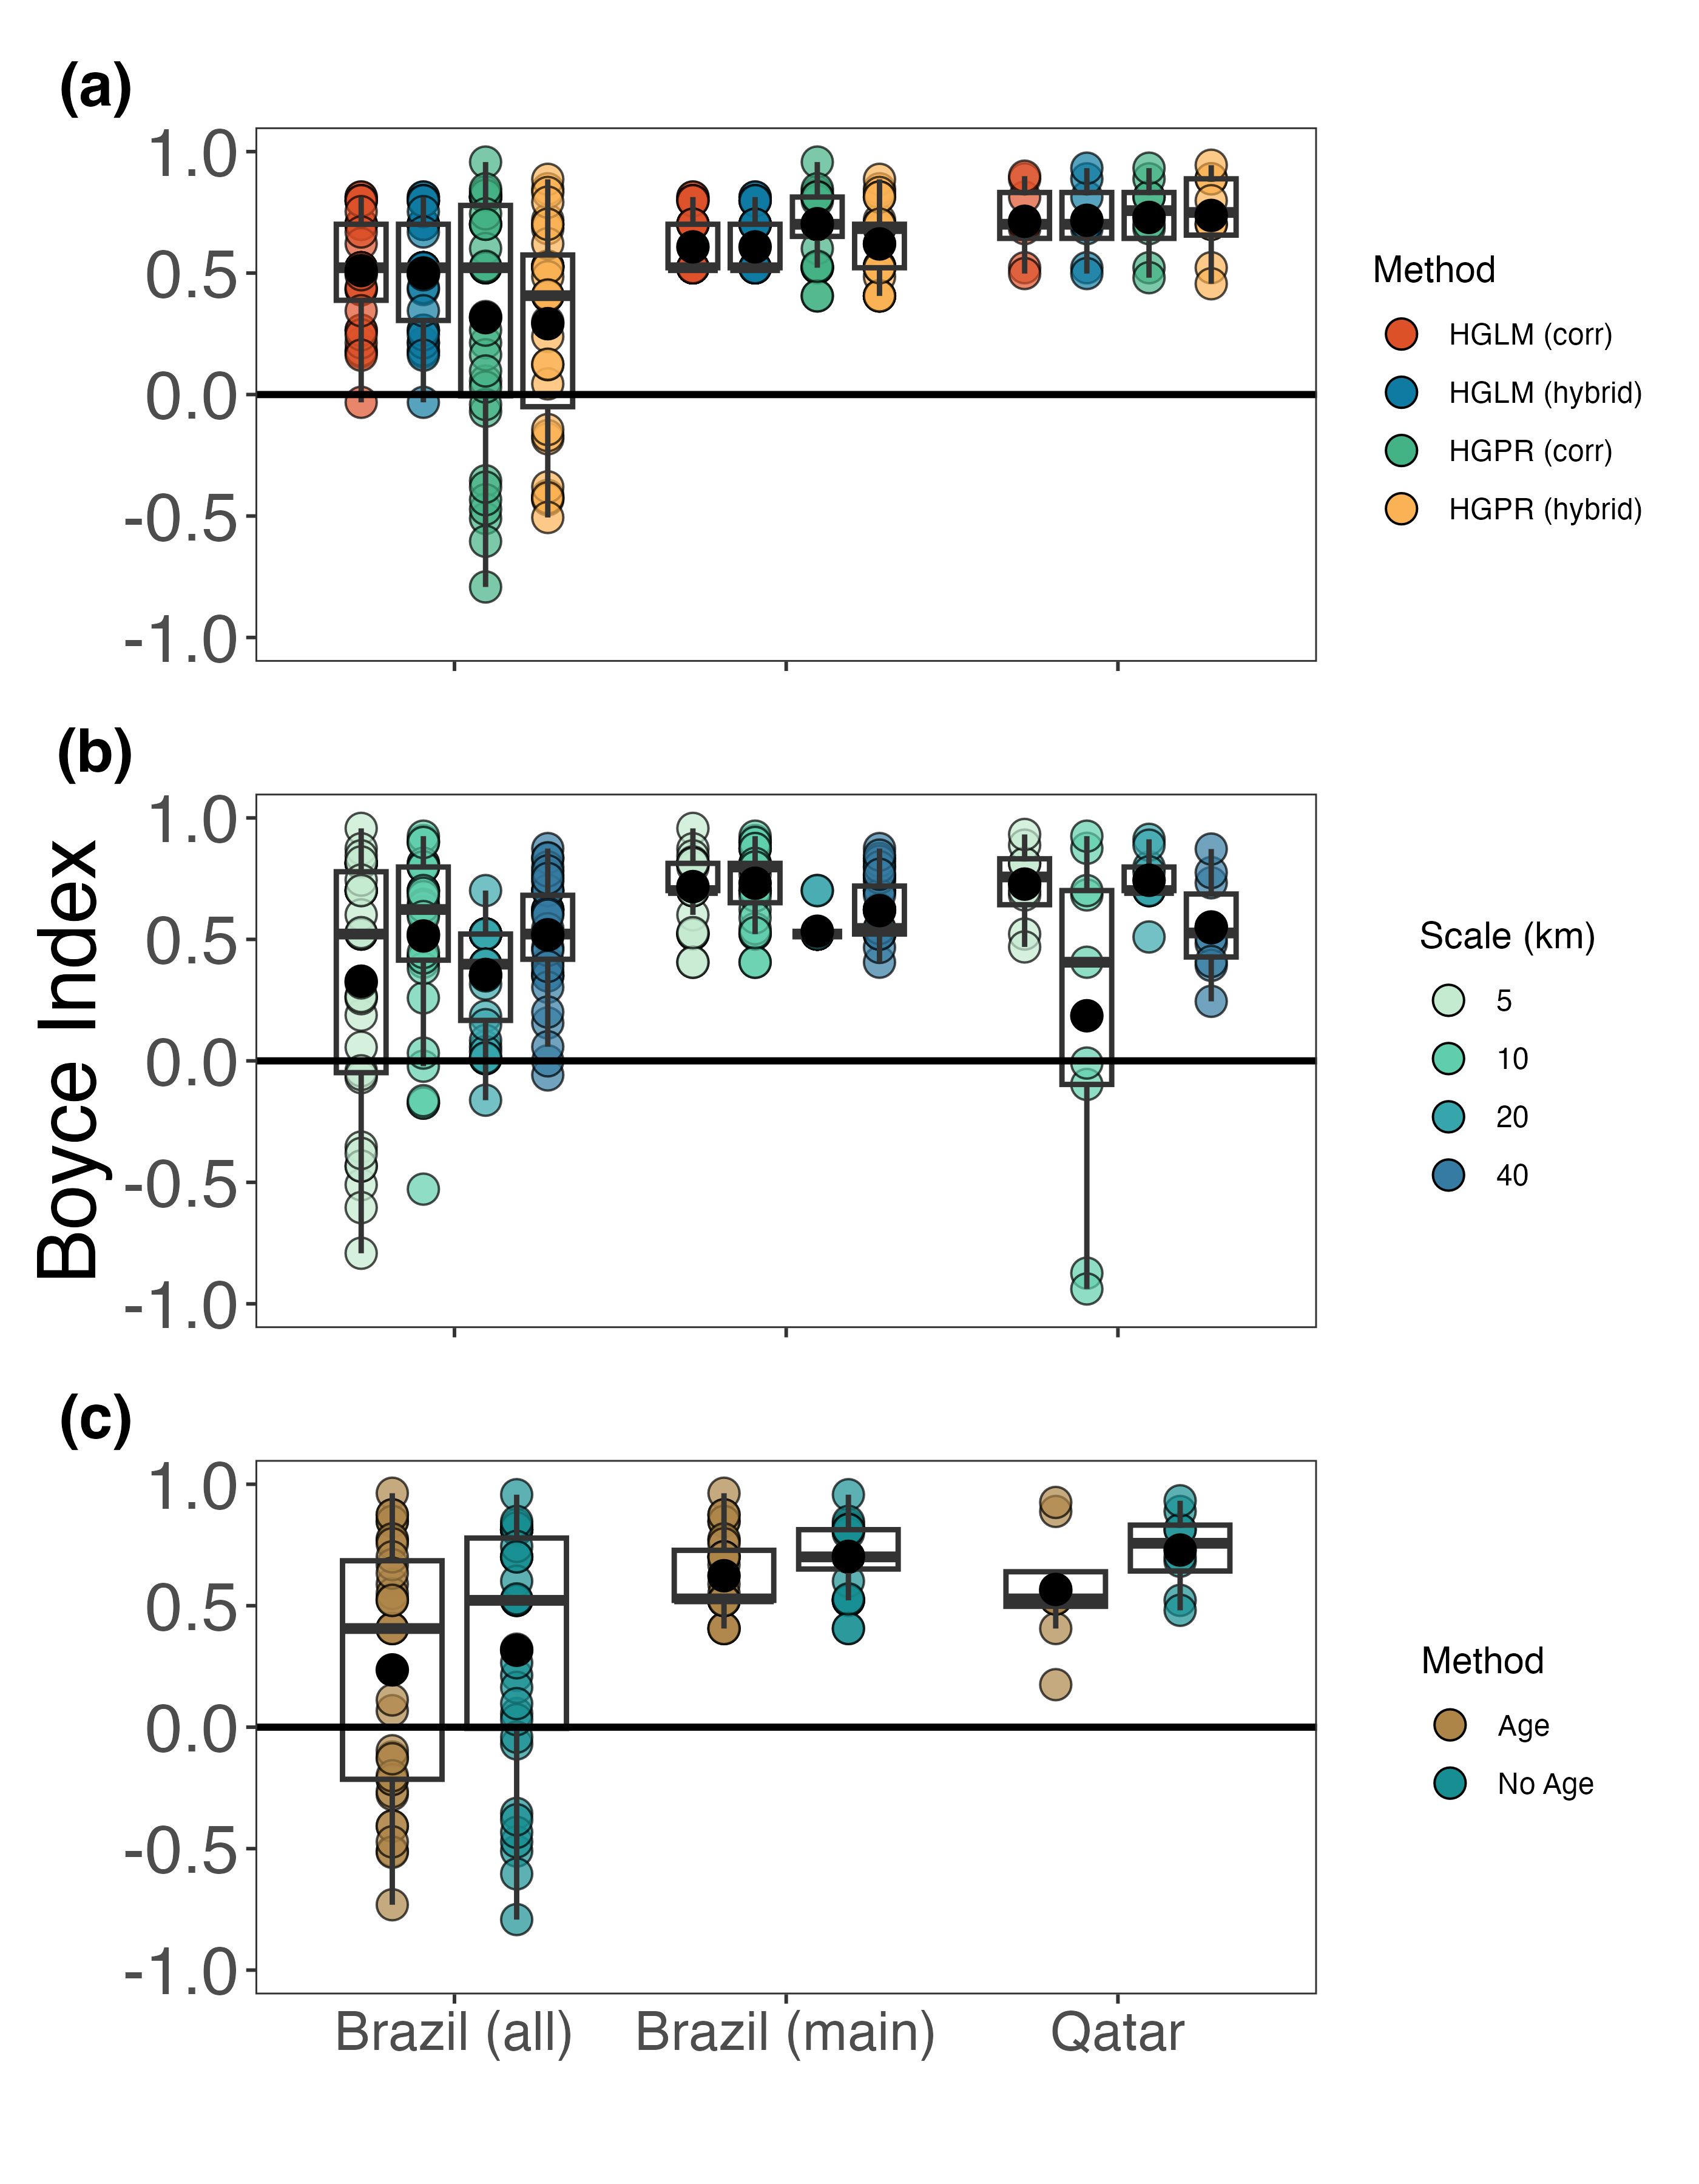 (a)
1.0
0.5
0.0
-0.5
-1.0
Method
HGLM (corr)
HGLM (hybrid)
HGPR (corr)
HGPR (hybrid)
(b)
Boyce Index
1.0
0.5
0.0
-0.5
-1.0
Scale (km)
5
10
20
40
(c)
1.0
0.5
0.0
-0.5
-1.0
Method
Age
No Age
Brazil (all) Brazil (main) Qatar